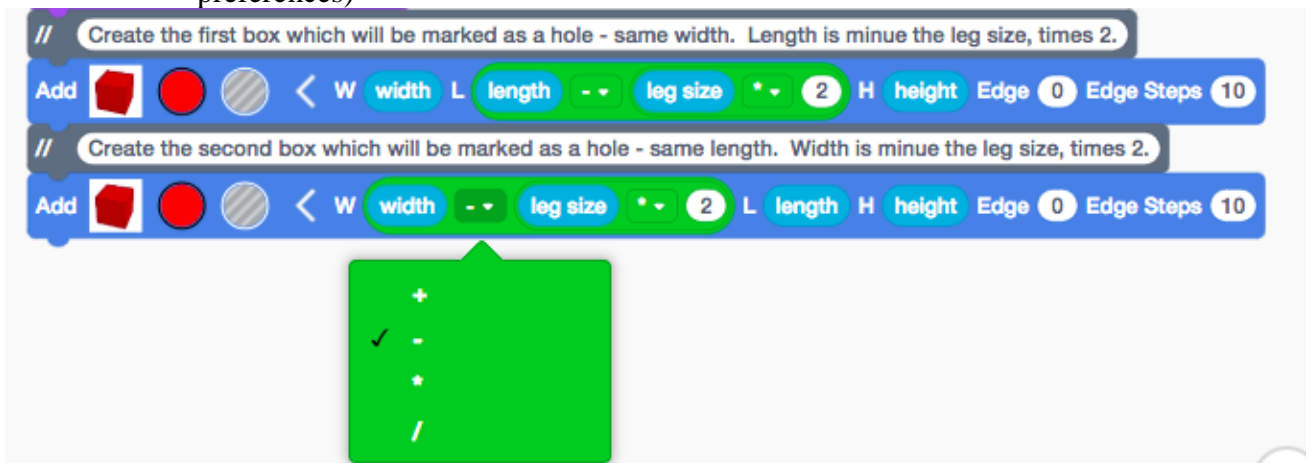 preferences)
// Create the first box which will be marked as a hole - same width. Length is minue the leg size, times 2.
Add W width L length - leg size * 2 H height Edge 0 Edge Steps 10
// Create the second box which will be marked as a hole - same length. Width is minue the leg size, times 2.
Add W width - leg size * 2 L length H height Edge 0 Edge Steps 10
+
✓ -
*
/